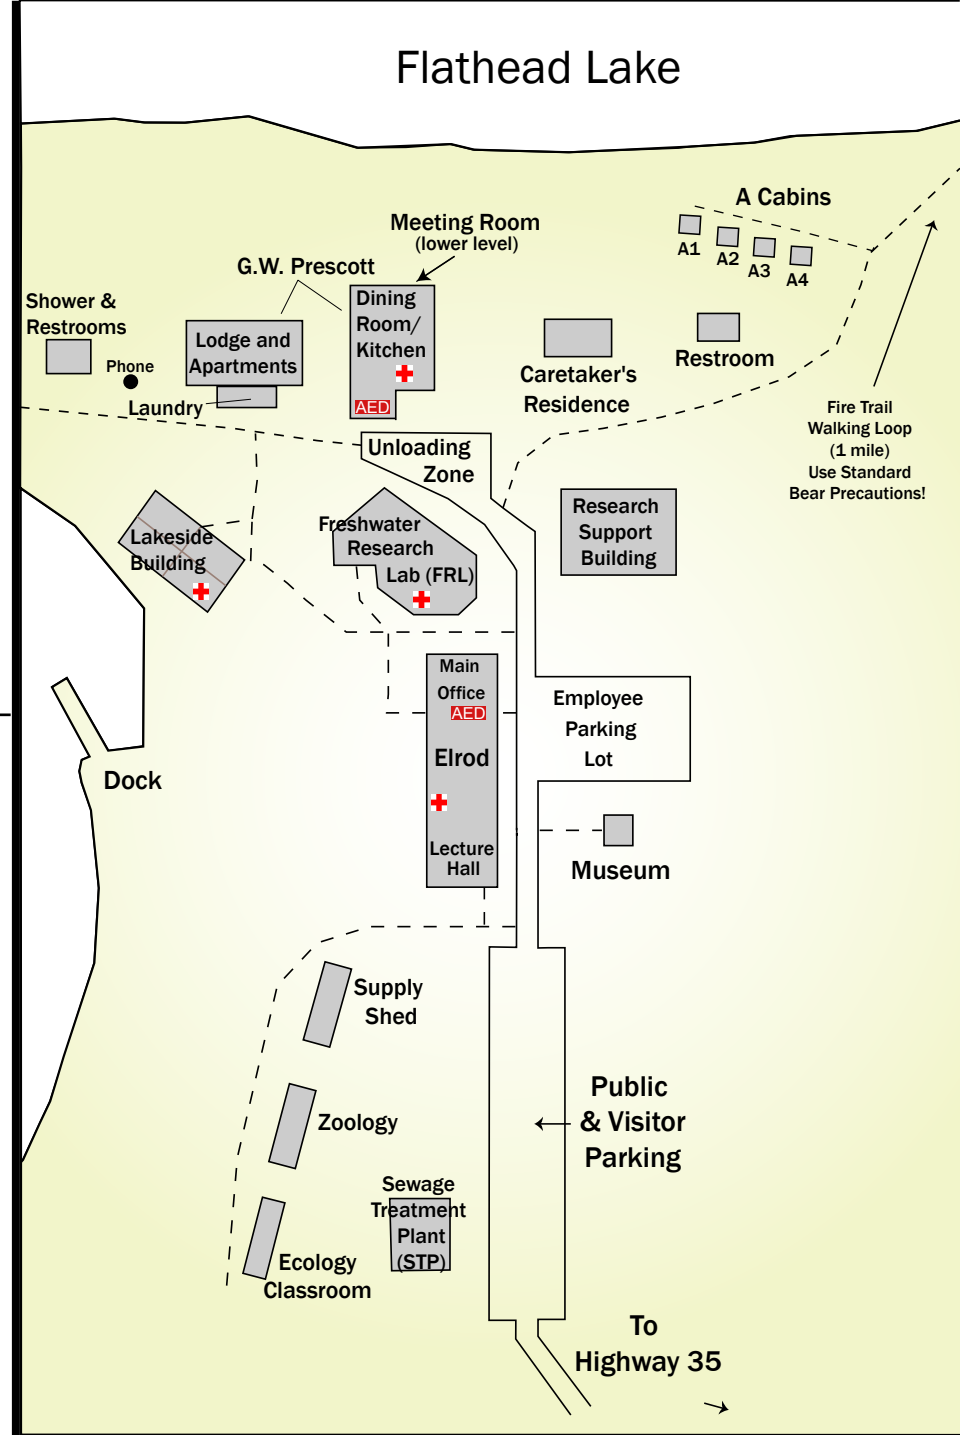 Flathead Lake
A Cabins
A1
A2
A3
A4
Meeting Room
(lower level)
G.W. Prescott
Dining
Room/
Kitchen
AED
Shower &
Restrooms
Phone
Lodge and
Apartments
Laundry
Caretaker's
Residence
Restroom
Fire Trail
Walking Loop
(1 mile)
Use Standard
Bear Precautions!
Unloading
Zone
Lakeside
Building
Freshwater
Research
Lab (FRL)
Research
Support
Building
Main
Office
AED
Elrod
Lecture
Hall
Employee
Parking
Lot
Dock
Museum
Supply
Shed
Zoology
Public
& Visitor
Parking
Sewage
Treatment
Plant
(STP)
Ecology
Classroom
To
Highway 35